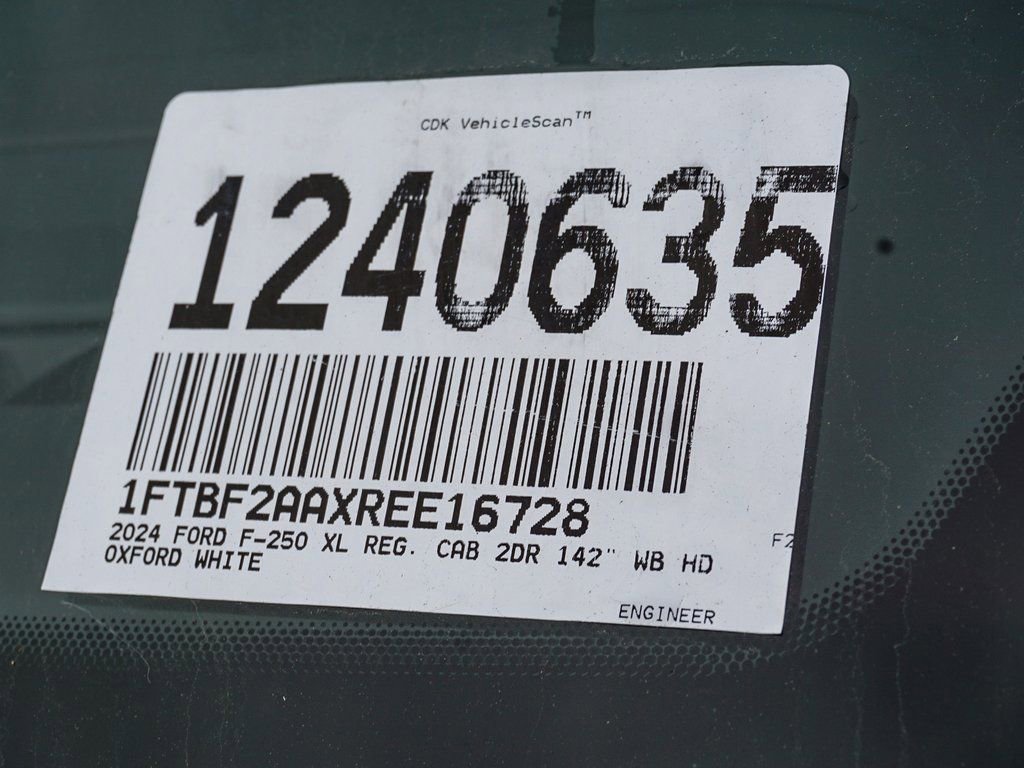 CDK VehicleScan™
1240635
1FTBF2AAXREE16728
2024 FORD F-250 XL REG. CAB 2DR 142" WB HD
F2
OXFORD WHITE
ENGINEER